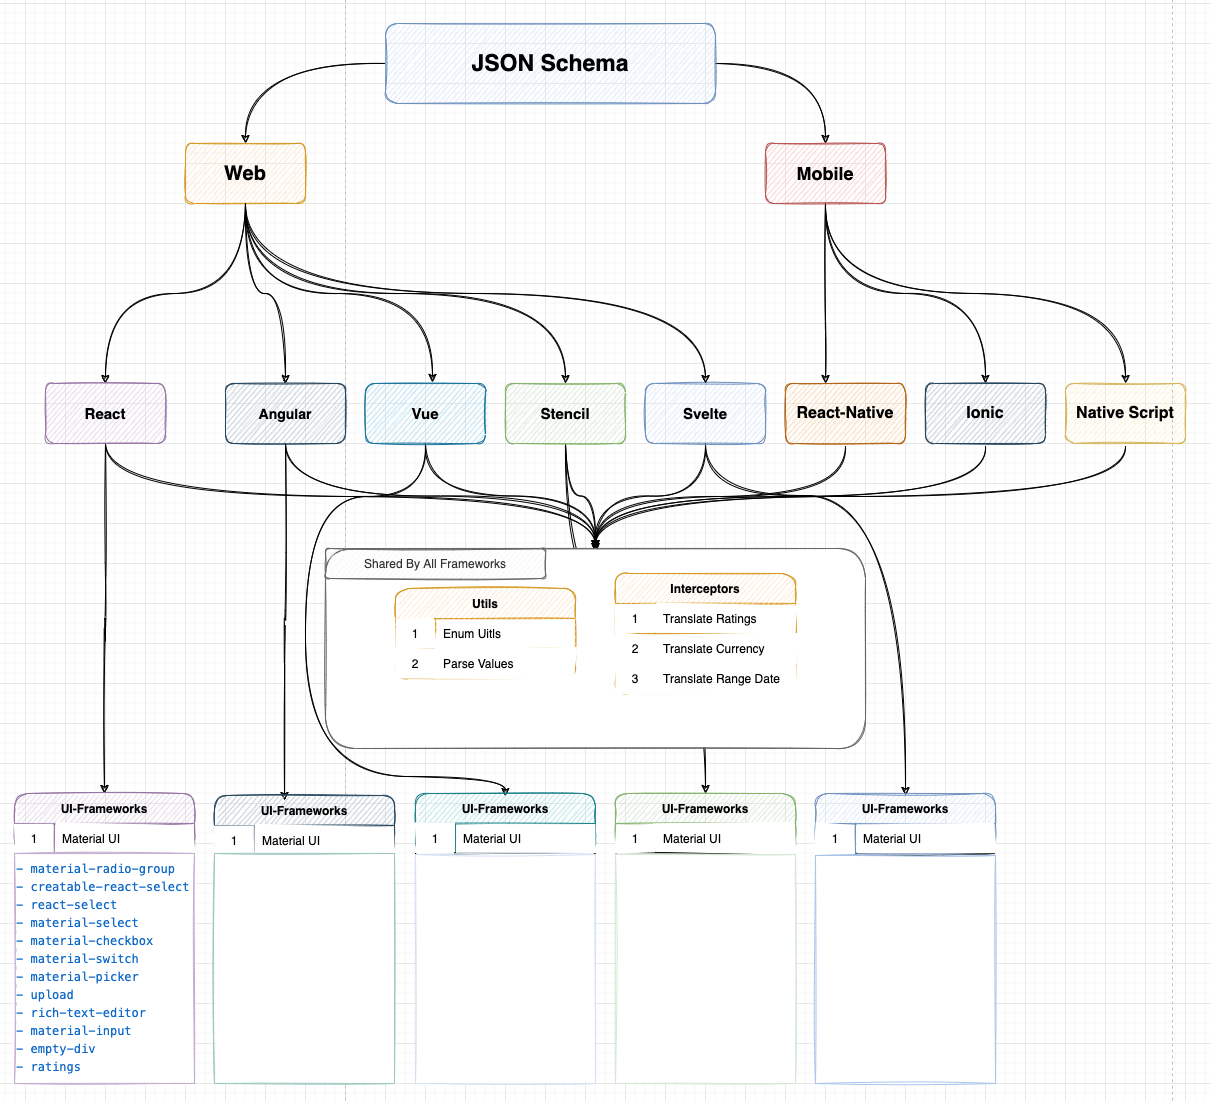 JSON Schema
Web
Mobile
React
Angular
Vue
Stencil
Svelte
React-Native
Ionic
Native Script
Shared By All Frameworks
Utils
1 Enum Uitls
2 Parse Values
Interceptors
1 Translate Ratings
2 Translate Currency
3 Translate Range Date
UI-Frameworks
1 Material UI
- material-radio-group
- creatable-react-select
- react-select
- material-select
- material-checkbox
- material-switch
- material-picker
- upload
- rich-text-editor
- material-input
- empty-div
- ratings
UI-Frameworks
1 Material UI
UI-Frameworks
1 Material UI
UI-Frameworks
1 Material UI
UI-Frameworks
1 Material UI